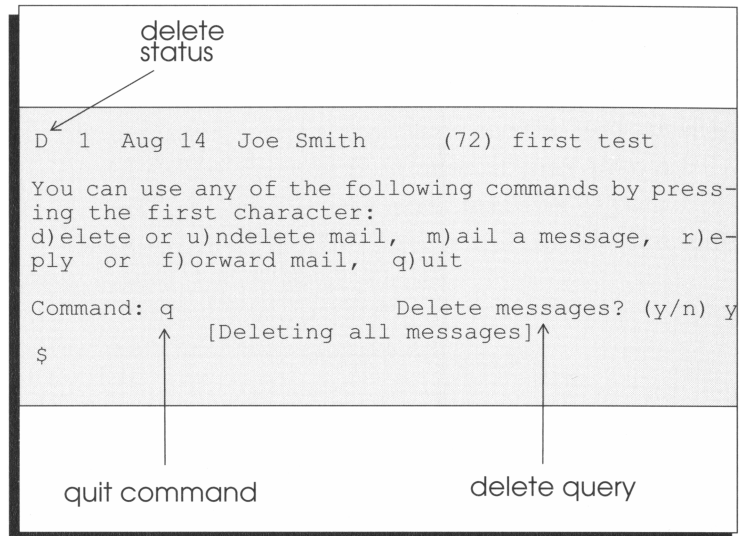 delete
status
D  1  Aug 14  Joe Smith     (72) first test
You can use any of the following commands by press-
ing the first character:
d)elete or u)ndelete mail,  m)ail a message,  r)e-
ply  or  f)orward mail,  q)uit
Command: q               Delete messages? (y/n) y
[Deleting all messages]
$
quit command
delete query